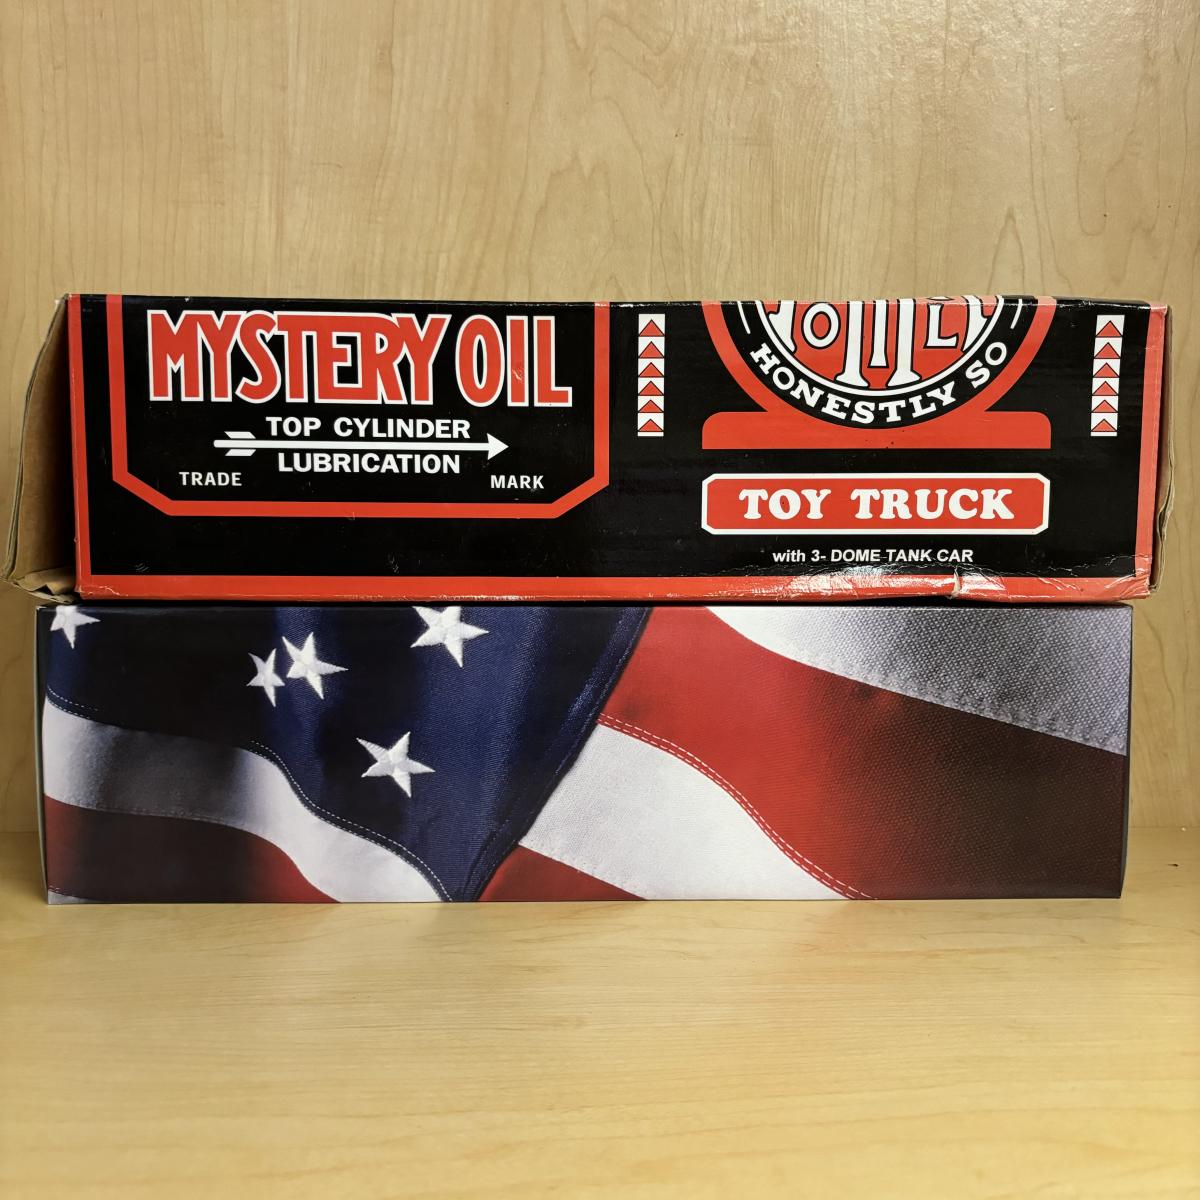 MYSTERY OIL
TOP CYLINDER
LUBRICATION
TRADE MARK
HONESTLY SO
TOY TRUCK
with 3- DOME TANK CAR